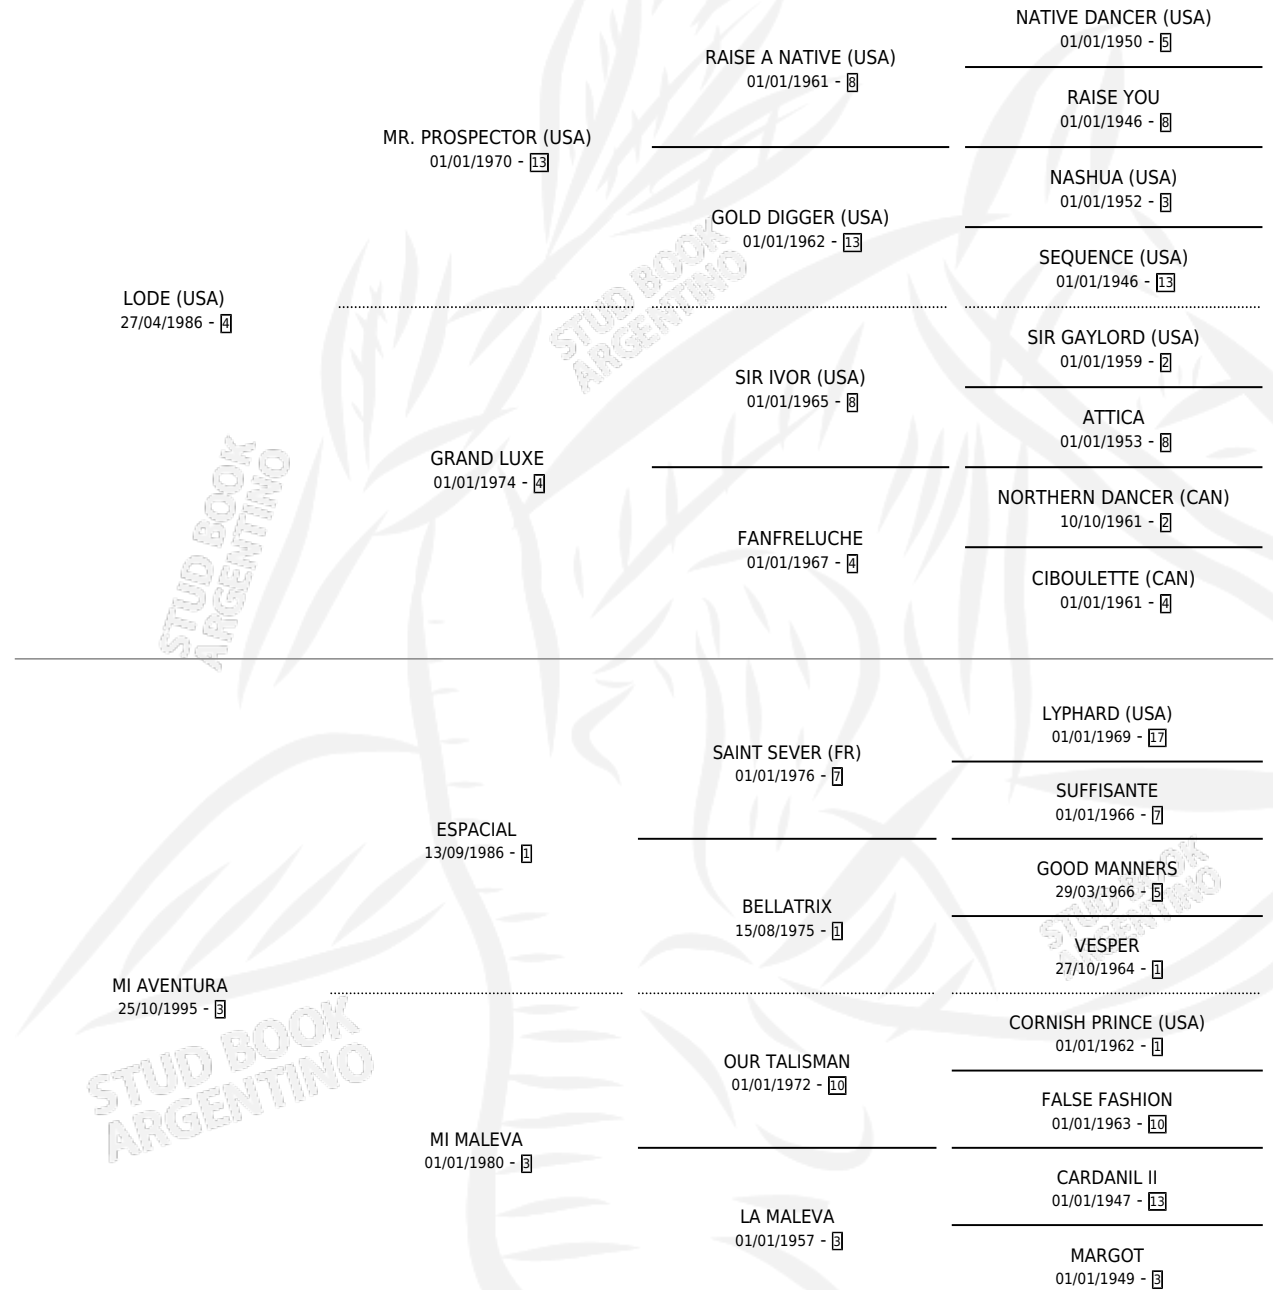 NATIVE DANCER (USA)
01/01/1950 - 5
RAISE A NATIVE (USA)
01/01/1961 - 8
RAISE YOU
01/01/1946 - 8
MR. PROSPECTOR (USA)
01/01/1970 - 13
NASHUA (USA)
01/01/1952 - 3
GOLD DIGGER (USA)
01/01/1962 - 13
SEQUENCE (USA)
01/01/1946 - 13
LODE (USA)
27/04/1986 - 4
STUD BOOK
ARGENTINO
SIR GAYLORD (USA)
01/01/1959 - 2
SIR IVOR (USA)
01/01/1965 - 8
ATTICA
01/01/1953 - 8
GRAND LUXE
01/01/1974 - 4
STUD BOOK
ARGENTINO
NORTHERN DANCER (CAN)
10/10/1961 - 2
FANFRELUCHE
01/01/1967 - 4
CIBOULETTE (CAN)
01/01/1961 - 4
LYPHARD (USA)
01/01/1969 - 17
SAINT SEVER (FR)
01/01/1976 - 7
SUFFISANTE
01/01/1966 - 7
ESPACIAL
13/09/1986 - 1
GOOD MANNERS
29/03/1966 - 5
STUD BOOK
ARGENTINO
BELLATRIX
15/08/1975 - 1
VESPER
27/10/1964 - 1
MI AVENTURA
25/10/1995 - 3
STUD BOOK
ARGENTINO
CORNISH PRINCE (USA)
01/01/1962 - 1
OUR TALISMAN
01/01/1972 - 10
FALSE FASHION
01/01/1963 - 10
MI MALEVA
01/01/1980 - 3
CARDANIL II
01/01/1947 - 13
LA MALEVA
01/01/1957 - 3
MARGOT
01/01/1949 - 3